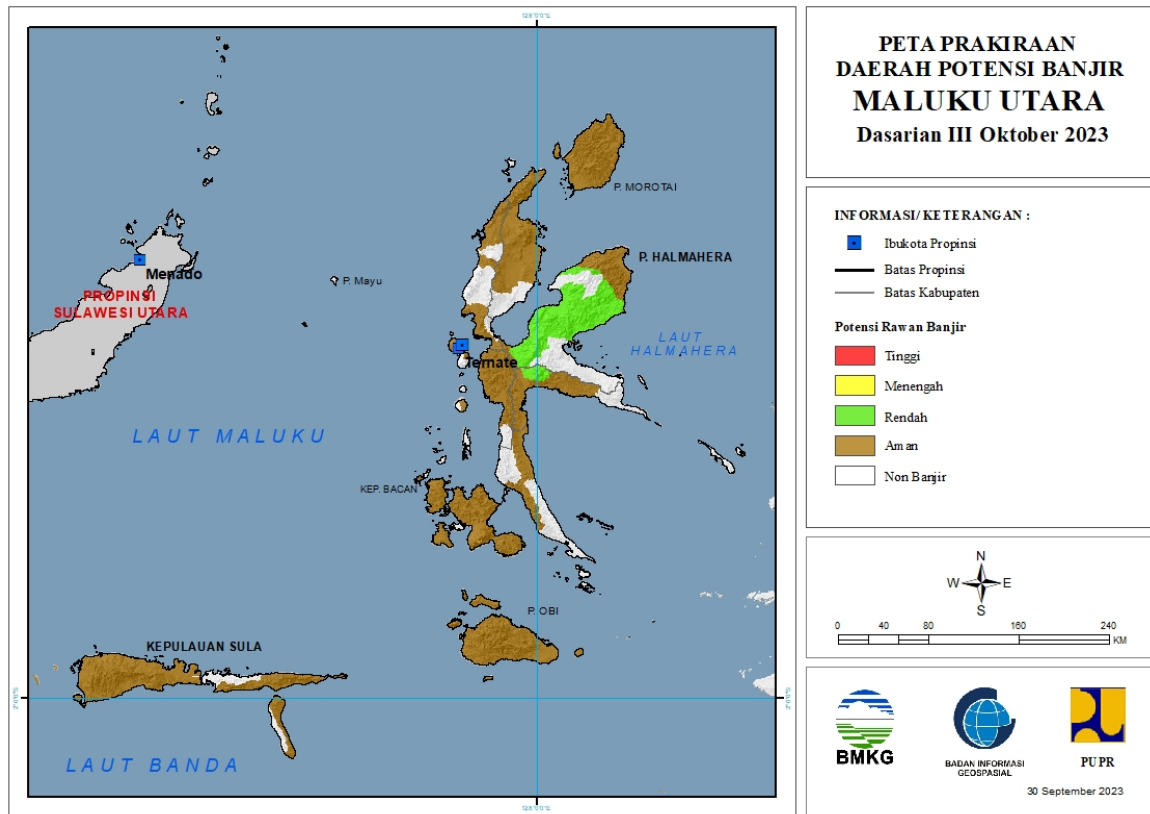 PETA PRAKIRAAN
DAERAH POTENSI BANJIR
MALUKU UTARA
Dasarian III Oktober 2023
INFORMASI/ KETERANGAN :
Ibukota Propinsi
Batas Propinsi
Batas Kabupaten
Potensi Rawan Banjir
Tinggi
Menengah
Rendah
Aman
Non Banjir
N
W E
S
0 40 80 160 240
KM
BMKG
BADAN INFORMASI
GEOSPASIAL
PUPR
30 September 2023
128°0'0"E
P. MOROTAI
P. HALMAHERA
Menado
P. Mayu
PROPINSI
SULAWESI UTARA
LAUT
HALMAHERA
Ternate
LAUT MALUKU
KEP. BACAN
P. OBI
KEPULAUAN SULA
LAUT BANDA